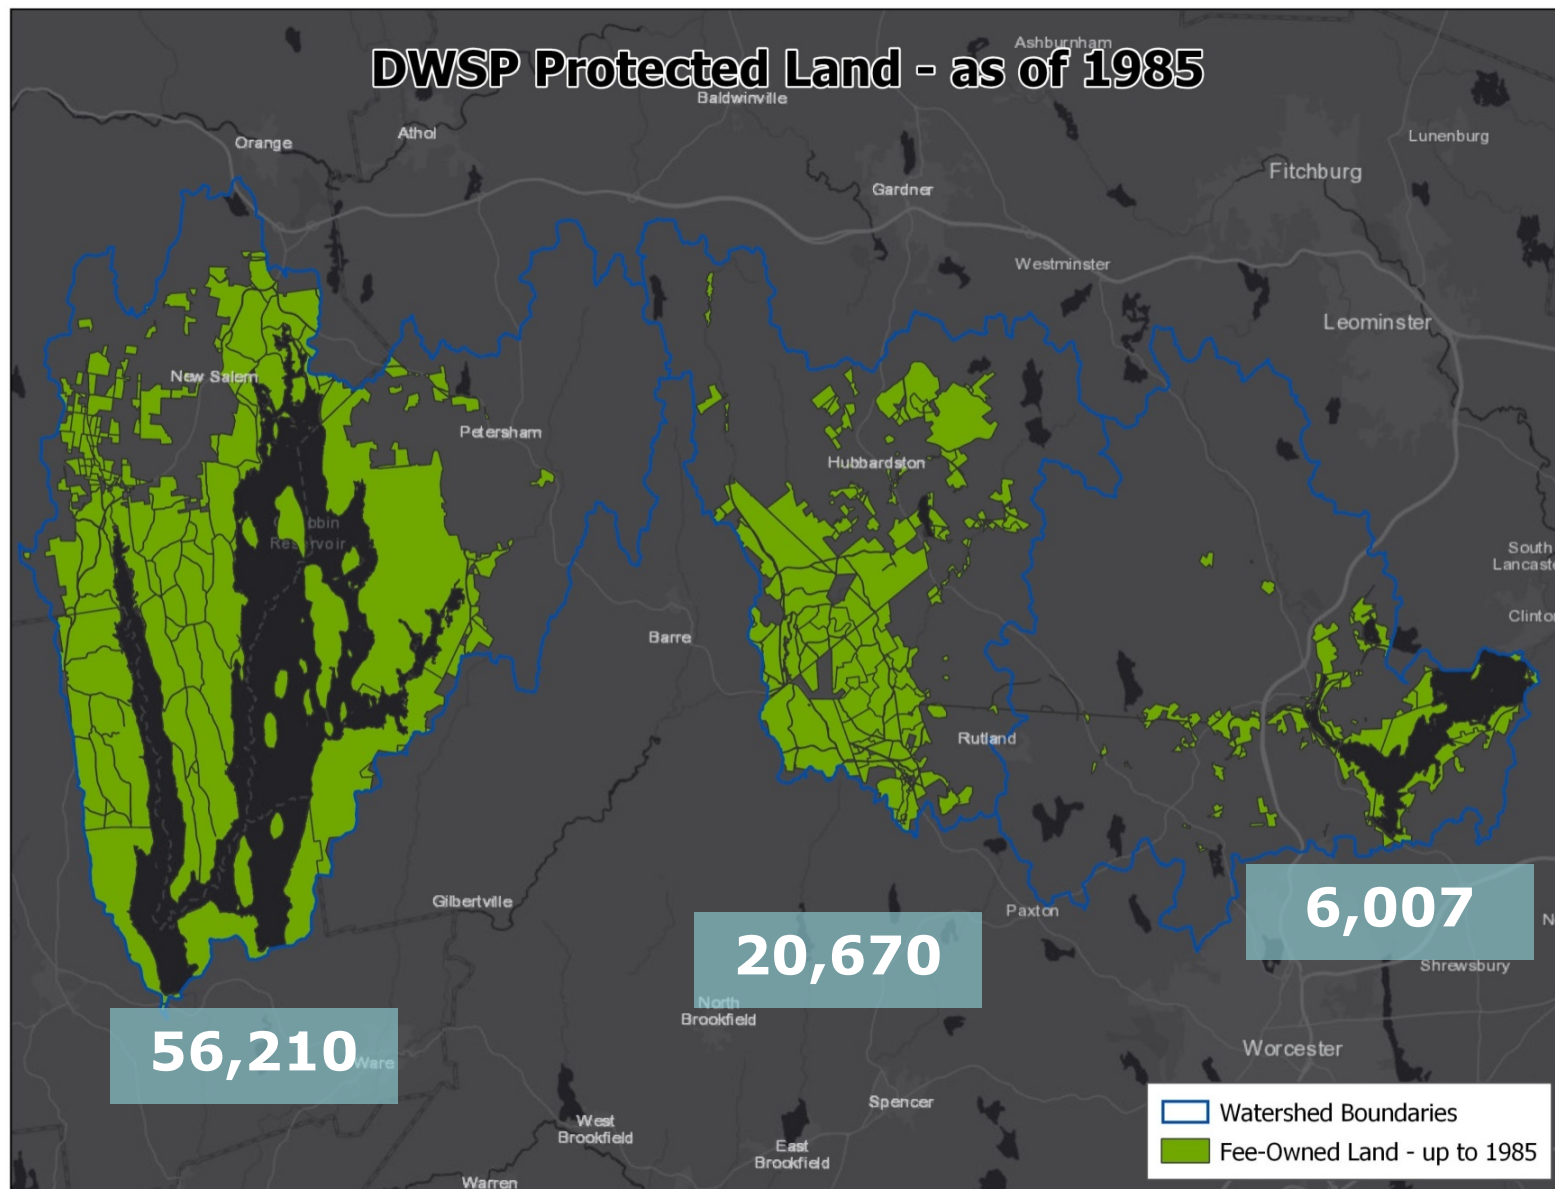 DWSP Protected Land - as of 1985
Ashburnham
Baldwinville
Athol
Orange
Lunenburg
Fitchburg
Gardner
Westminster
Leominster
New Salem
Petersham
Hubbardston
South
Lancaste
Clinton
Barre
Rutland
Gilbertville
Paxton
6,007
20,670
Shrewsbury
North
Brookfield
56,210
Ware
Worcester
Spencer
West
Brookfield
East
Brookfield
Warren
Watershed Boundaries
Fee-Owned Land - up to 1985